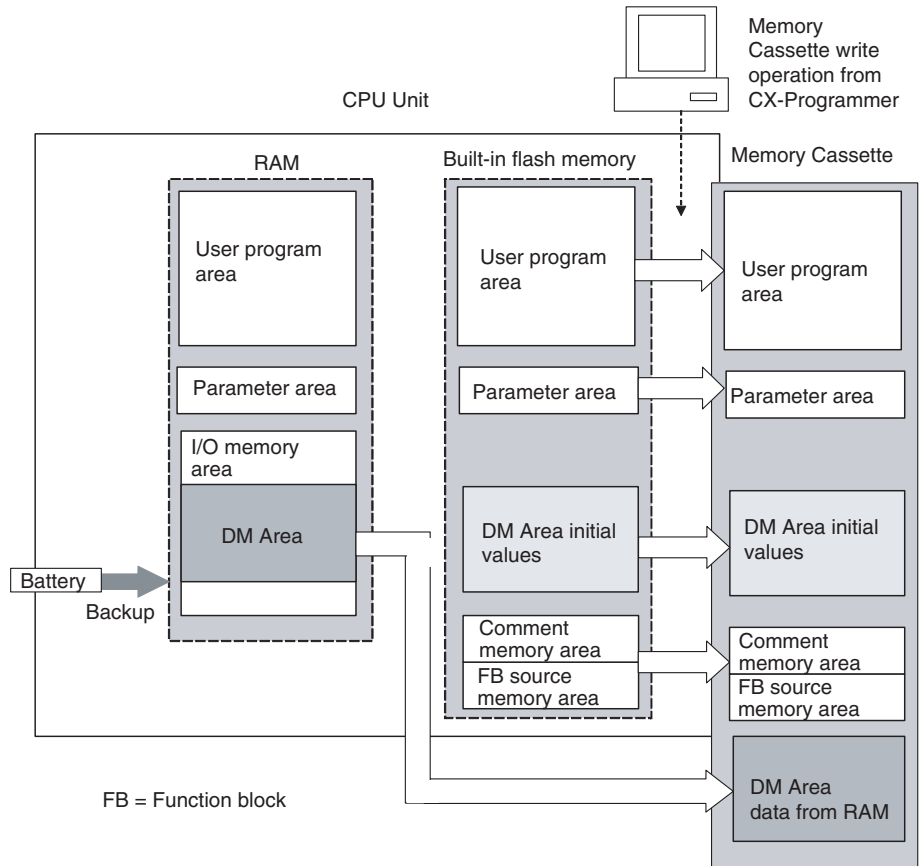 Memory
Cassette write
operation from
CX-Programmer
CPU Unit
RAM
Built-in flash memory
Memory Cassette
User program
area
User program
area
User program
area
Parameter area
Parameter area
Parameter area
I/O memory
area
DM Area
DM Area initial
values
DM Area initial
values
Battery
Backup
Comment
memory area
FB source
memory area
Comment
memory area
FB source
memory area
FB = Function block
DM Area
data from RAM